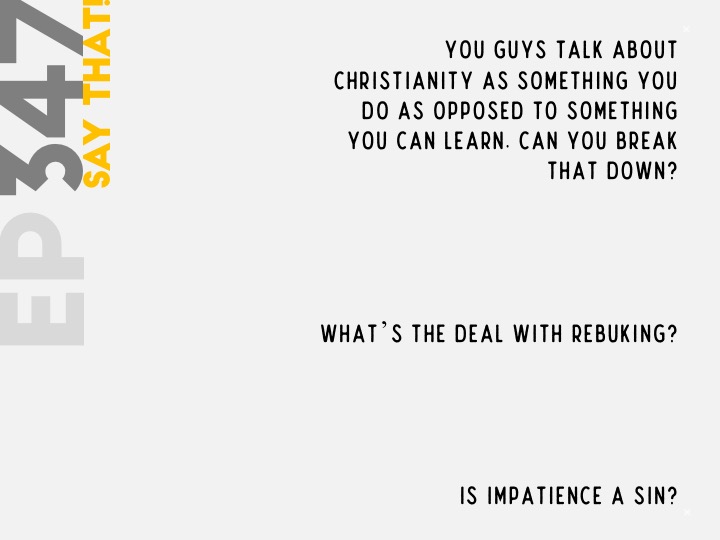 EP 347
SAY THAT!
YOU GUYS TALK ABOUT
CHRISTIANITY AS SOMETHING YOU
DO AS OPPOSED TO SOMETHING
YOU CAN LEARN. CAN YOU BREAK
THAT DOWN?
WHAT'S THE DEAL WITH REBUKING?
IS IMPATIENCE A SIN?